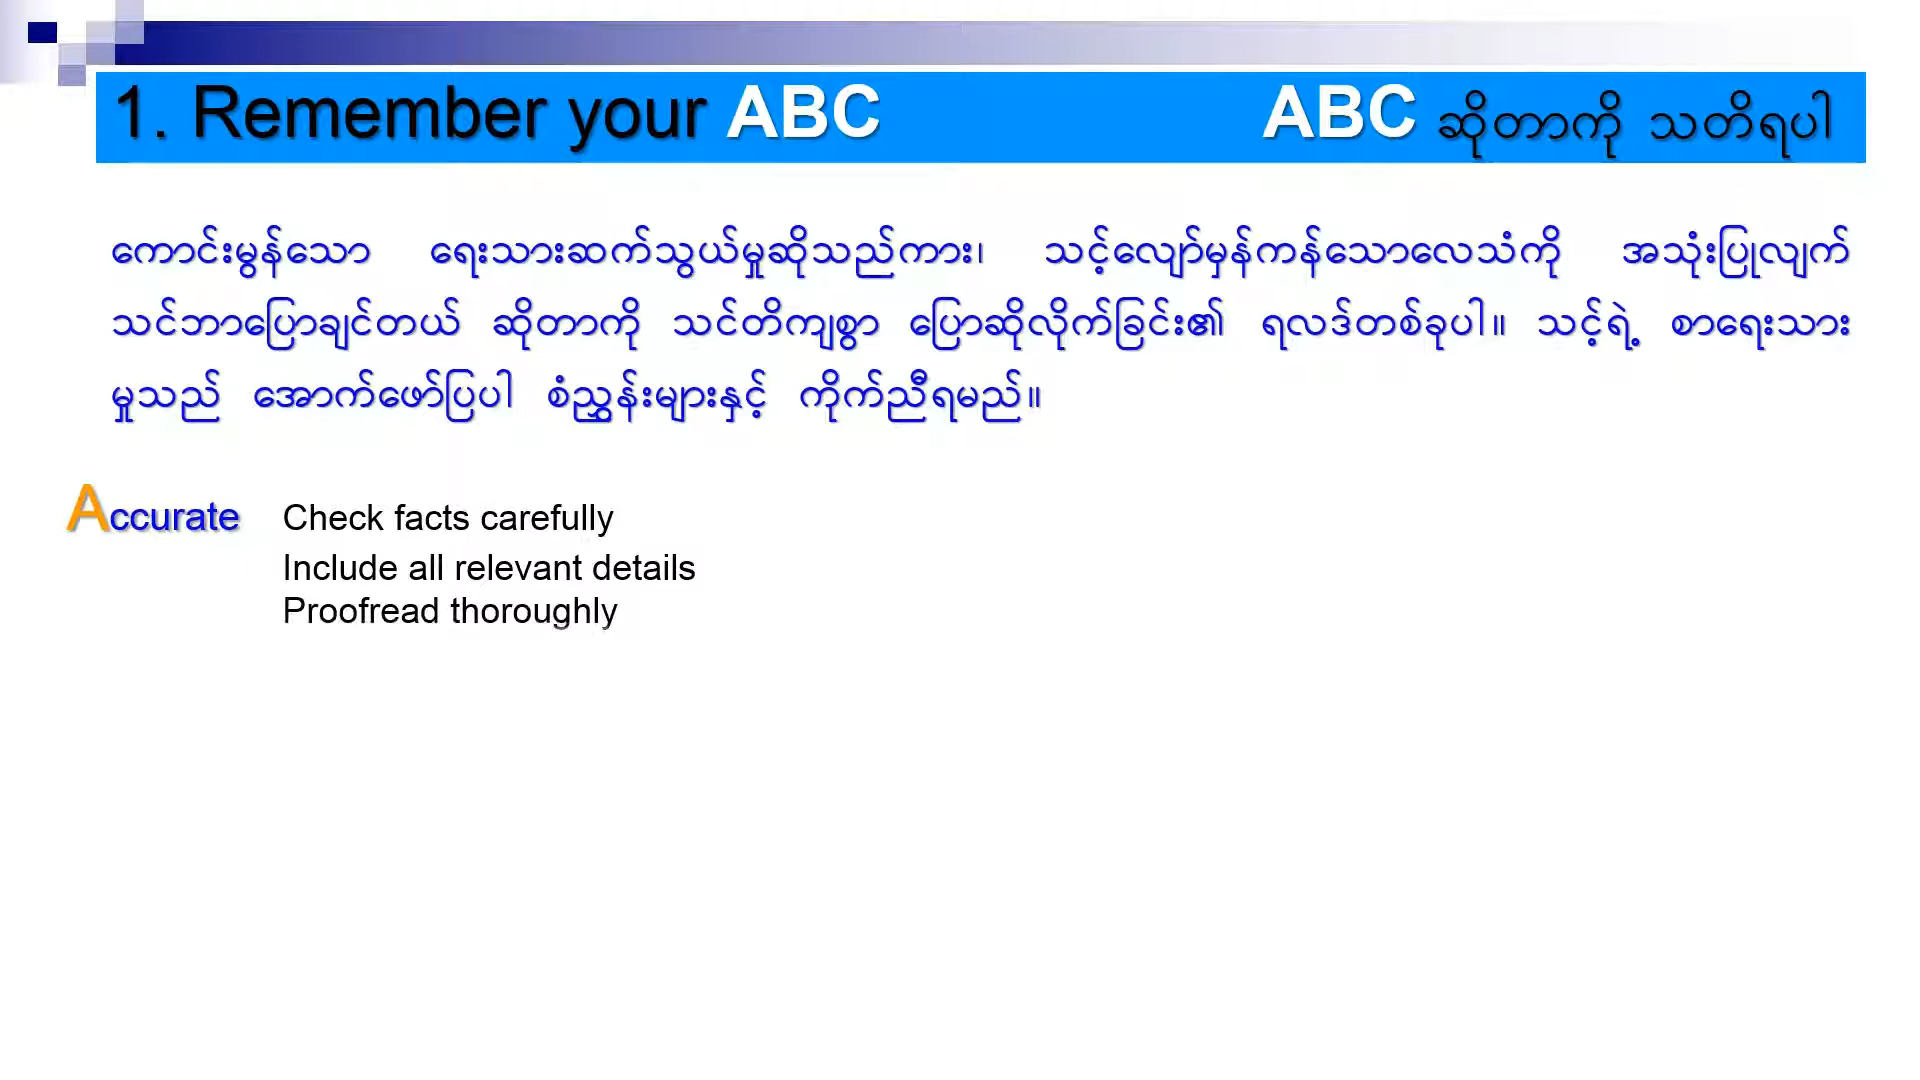 1. Remember your ABC ABC ဆိုတာကို သတိရပါ
ကောင်းမွန်သော ရေးသားဆက်သွယ်မှုဆိုသည်ကား၊ သင့်လျော်မှန်ကန်သောလေသံကို အသုံးပြုလျက်
သင်ဘာပြောချင်တယ် ဆိုတာကို သင်တိကျစွာ ပြောဆိုလိုက်ခြင်း၏ ရလဒ်တစ်ခုပါ။ သင့်ရဲ့ စာရေးသား
မှုသည် အောက်ဖော်ပြပါ စံညွှန်းများနှင့် ကိုက်ညီရမည်။
Accurate Check facts carefully
Include all relevant details
Proofread thoroughly